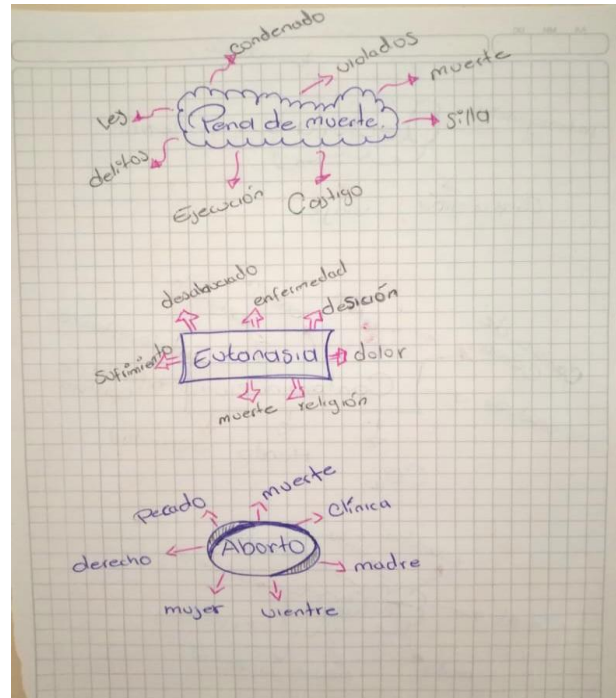 condenado
violados
muerte
Ley
Pena de muerte.
silla
delitos
Ejecución
Castigo
desahuciado
enfermedad
desición
Sufrimiento
Eutanasia
dolor
muerte
religión
muerte
Pecado
Clínica
Aborto
derecho
madre
mujer
vientre